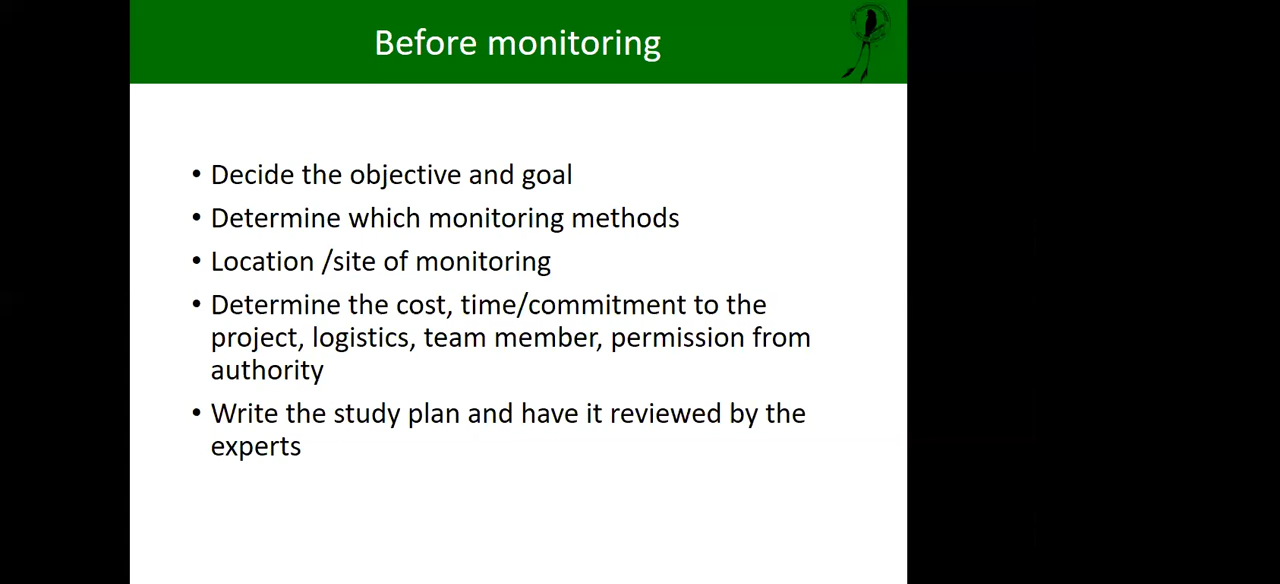 Before monitoring
• Decide the objective and goal
• Determine which monitoring methods
• Location /site of monitoring
• Determine the cost, time/commitment to the
project, logistics, team member, permission from
authority
• Write the study plan and have it reviewed by the
experts